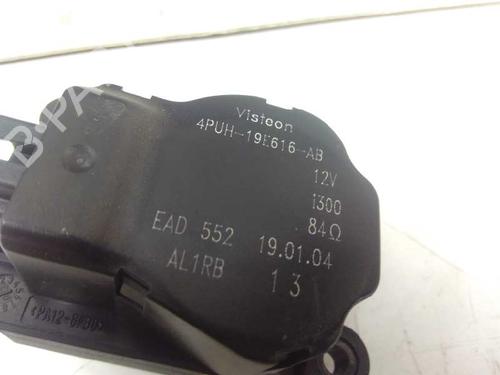 Visteon
4PUH-19E616-AB
12V
1300
84Ω
EAD 552 19.01.04
AL1RB 13